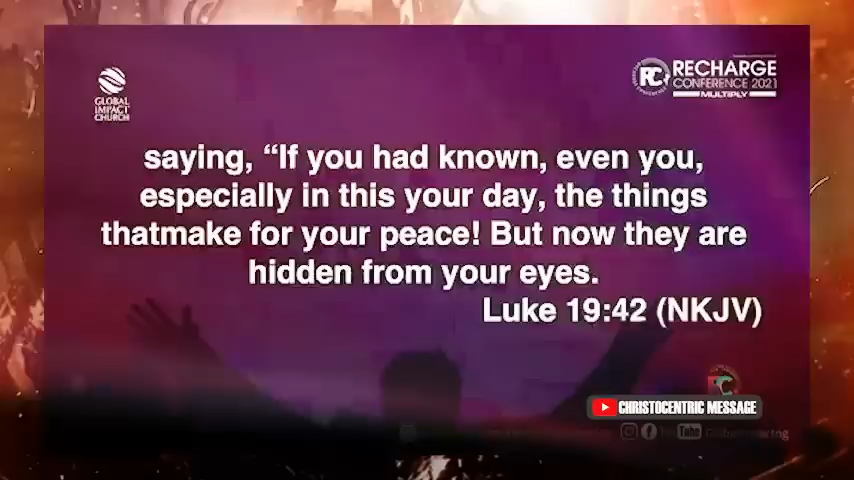 GLOBAL
IMPACT
CHURCH
RC
RECHARGE
CONFERENCE 2021
MULTIPLY
saying, “If you had known, even you,
especially in this your day, the things
thatmake for your peace! But now they are
hidden from your eyes.
Luke 19:42 (NKJV)
CHRISTOCENTRIC MESSAGE